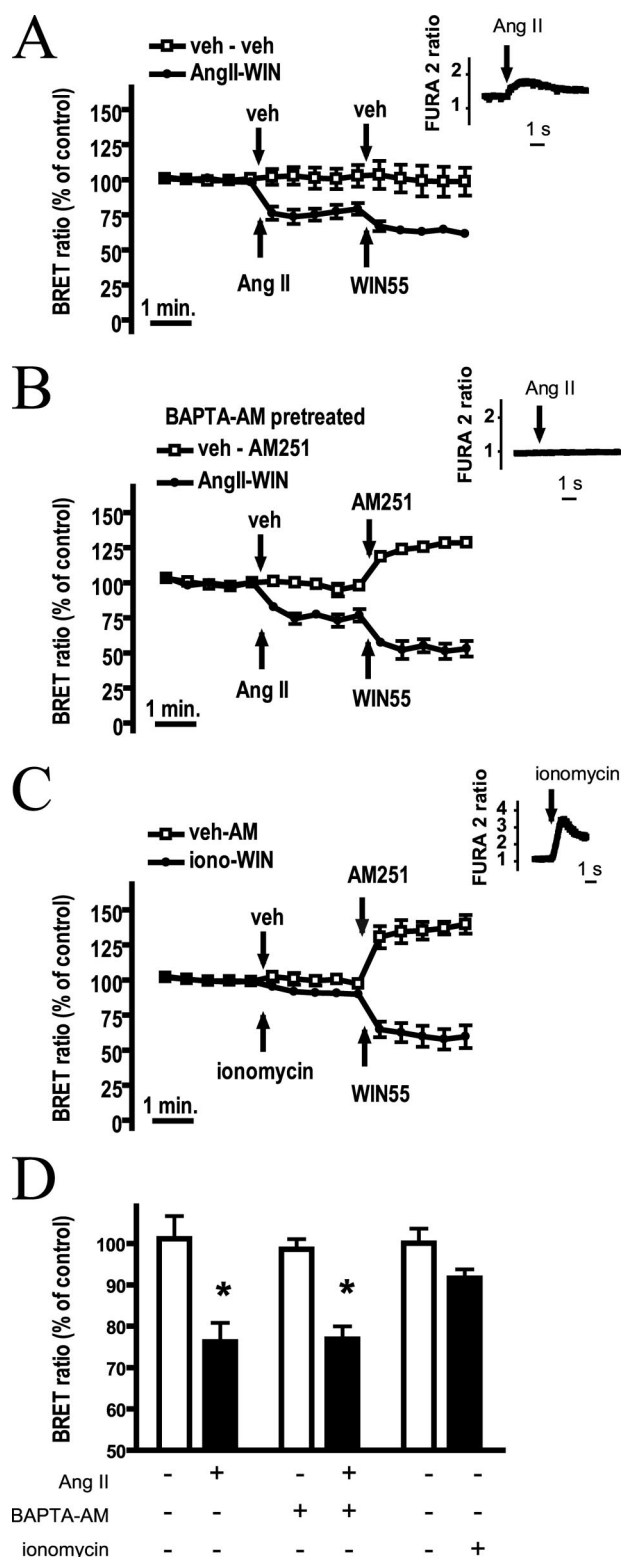 A
veh - veh
AngII-WIN
Ang II
FURA 2 ratio
2
1
1 s
BRET ratio (% of control)
150
125
100
75
50
25
0
veh
veh
Ang II
WIN55
1 min.
B
BAPTA-AM pretreated
veh - AM251
AngII-WIN
Ang II
FURA 2 ratio
2
1
1 s
BRET ratio (% of control)
150
125
100
75
50
25
0
veh
AM251
Ang II
WIN55
1 min.
C
veh-AM
iono-WIN
ionomycin
FURA 2 ratio
4
3
2
1
1 s
BRET ratio (% of control)
150
125
100
75
50
25
0
veh
AM251
ionomycin
WIN55
1 min.
D
BRET ratio (% of control)
100
90
80
70
60
50
* *
Ang II - + - + - -
BAPTA-AM - - + + - -
ionomycin - - - - - +